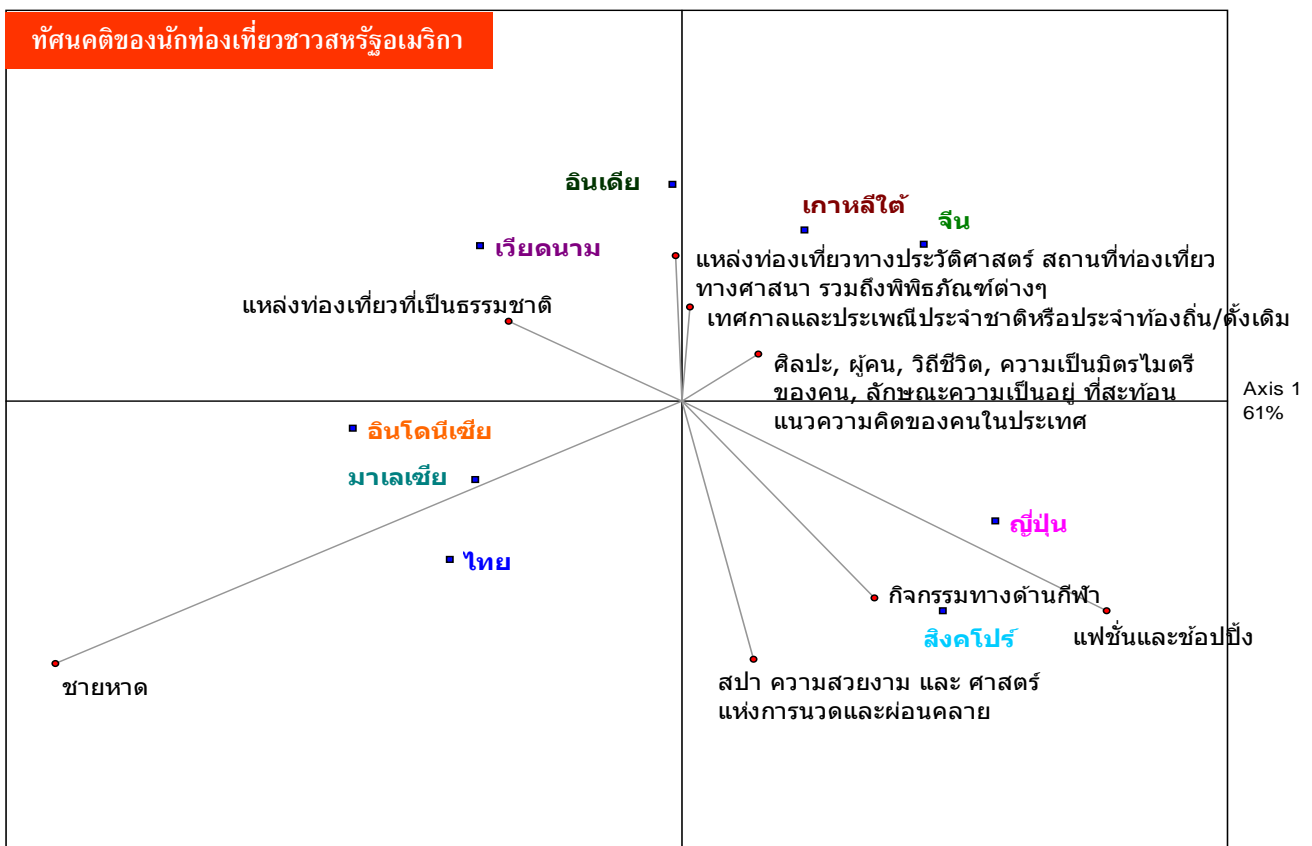 ทัศนคติของนักท่องเที่ยวชาวสหรัฐอเมริกา
อินเดีย
เกาหลีใต้
จีน
เวียดนาม
แหล่งท่องเที่ยวทางประวัติศาสตร์ สถานที่ท่องเที่ยว
ทางศาสนา รวมถึงพิพิธภัณฑ์ต่างๆ
แหล่งท่องเที่ยวที่เป็นธรรมชาติ
เทศกาลและประเพณีประจำชาติหรือประจำท้องถิ่น/ดั้งเดิม
ศิลปะ, ผู้คน, วิถีชีวิต, ความเป็นมิตรไมตรี
ของคน, ลักษณะความเป็นอยู่ ที่สะท้อน
แนวความคิดของคนในประเทศ
Axis 1
61%
อินโดนีเซีย
มาเลเซีย
ญี่ปุ่น
ไทย
กิจกรรมทางด้านกีฬา
สิงคโปร์
แฟชั่นและช้อปปิ้ง
ชายหาด
สปา ความสวยงาม และ ศาสตร์
แห่งการนวดและผ่อนคลาย